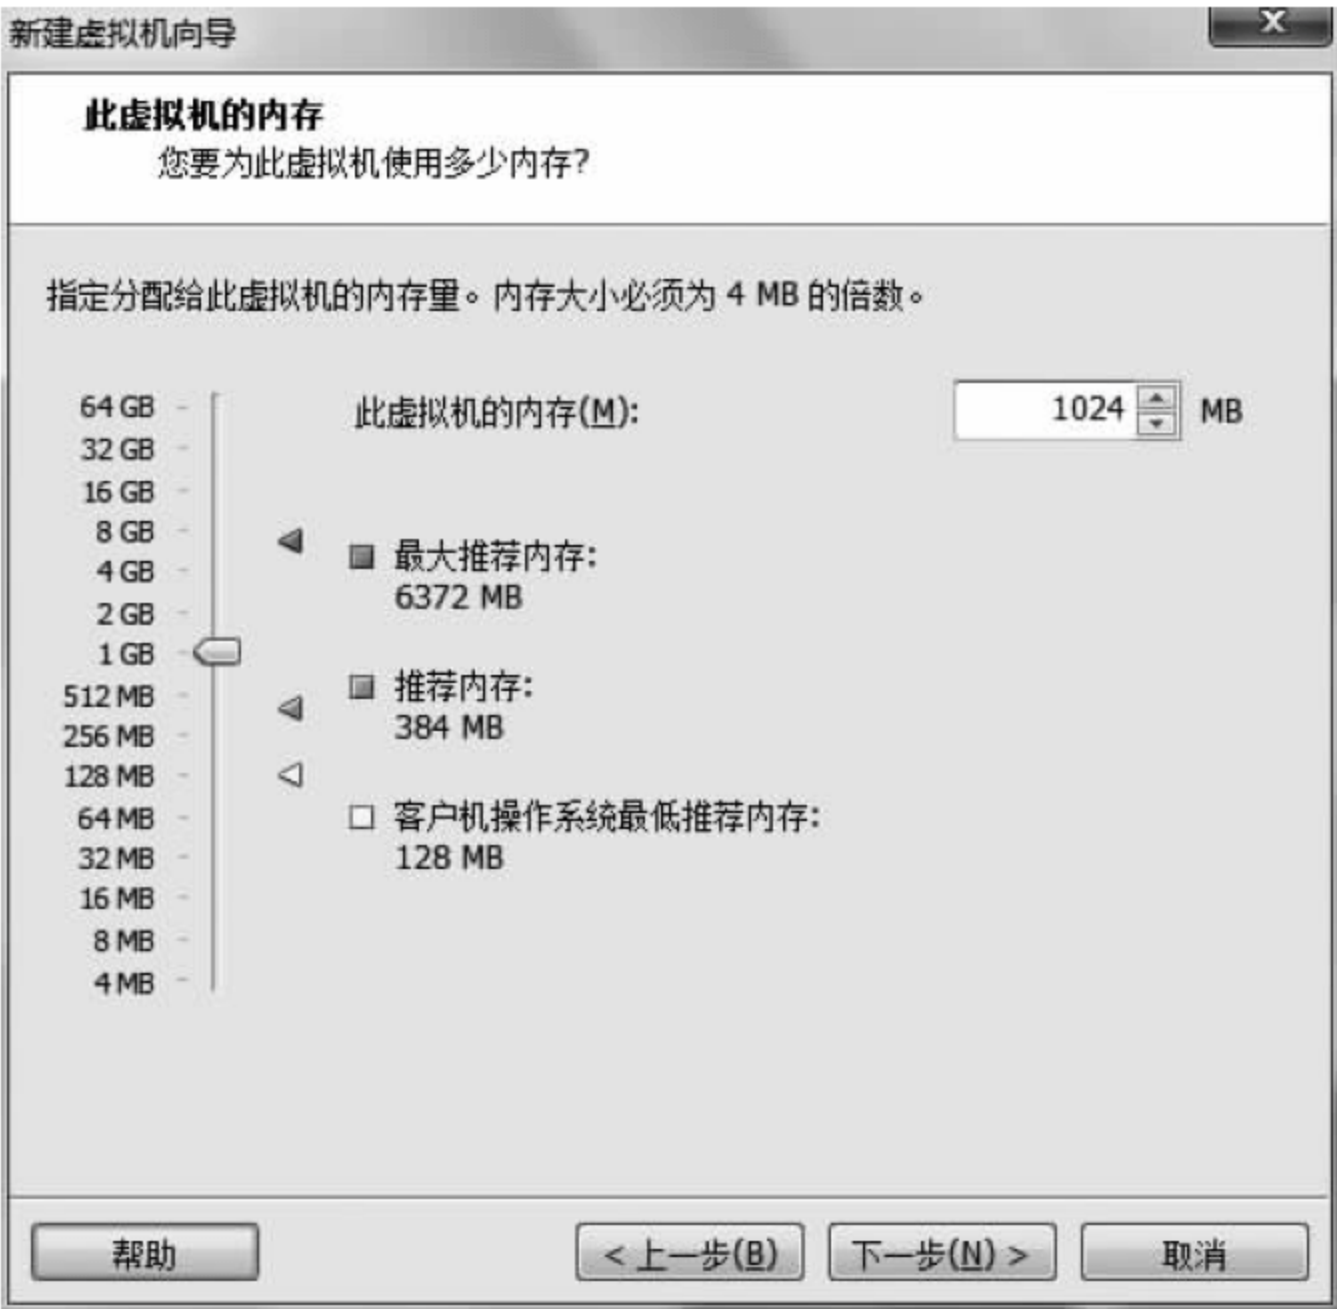 新建虚拟机向导
x
此虚拟机的内存
您要为此虚拟机使用多少内存?
指定分配给此虚拟机的内存量。内存大小必须为 4 MB 的倍数。
64 GB
32 GB
16 GB
8 GB
4 GB
2 GB
1 GB
512 MB
256 MB
128 MB
64 MB
32 MB
16 MB
8 MB
4 MB
此虚拟机的内存(M): 1024 MB
最大推荐内存:
6372 MB
推荐内存:
384 MB
客户机操作系统最低推荐内存:
128 MB
帮助 < 上一步(B) 下一步(N) > 取消